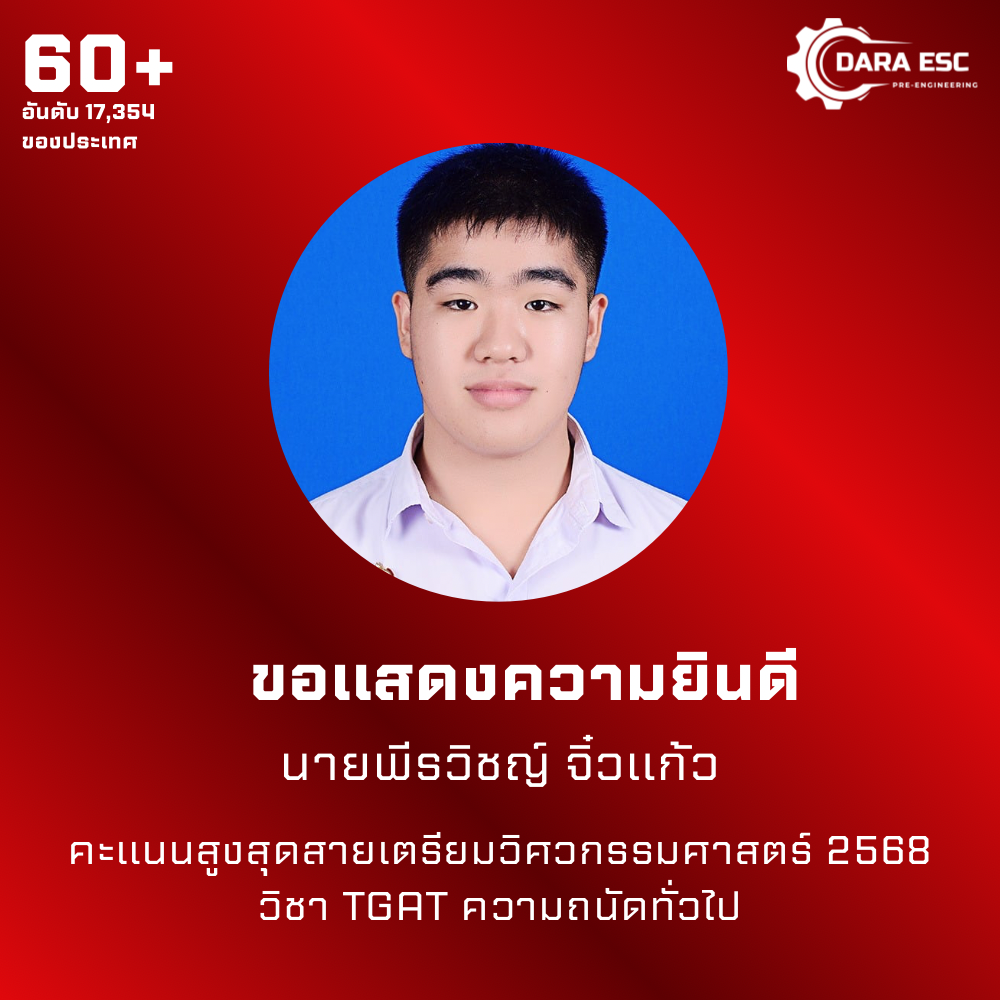 60+
อันดับ 17,354
ของประเทศ
DARA ESC
PRE-ENGINEERING
ขอแสดงความยินดี
นายพีรวิชญ์ จิ๋วแก้ว
คะแนนสูงสุดสายเตรียมวิศวกรรมศาสตร์ 2568
วิชา TGAT ความถนัดทั่วไป